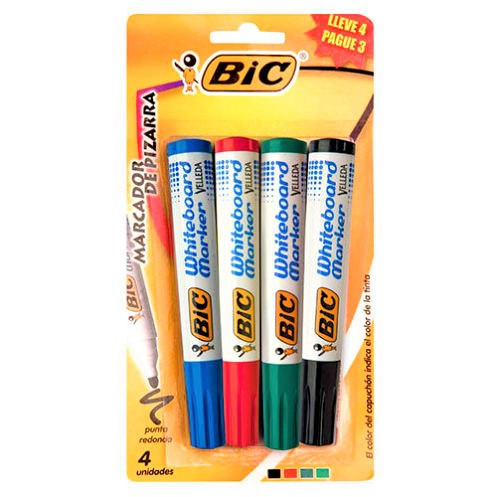 LLEVE 4
PAGUE 3
BIC
®
MARCADOR
DE PIZARRA
Whiteboard
Marker
VELLEDA
BIC
Whiteboard
Marker
VELLEDA
BIC
Whiteboard
Marker
VELLEDA
BIC
Whiteboard
Marker
VELLEDA
BIC
BIC
punta
redonda
4
unidades
El color del capuchón indica el color de la tinta